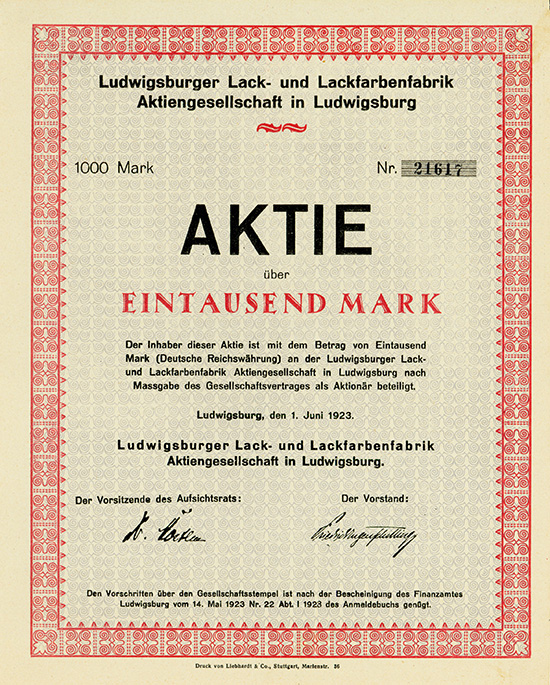 Ludwigsburger Lack- und Lackfarbenfabrik
Aktiengesellschaft in Ludwigsburg
1000 Mark Nr. 21617
AKTIE
über
EINTAUSEND MARK
Der Inhaber dieser Aktie ist mit dem Betrag von Eintausend
Mark (Deutsche Reichswährung) an der Ludwigsburger Lack-
und Lackfarbenfabrik Aktiengesellschaft in Ludwigsburg nach
Massgabe des Gesellschaftsvertrages als Aktionär beteiligt.
Ludwigsburg, den 1. Juni 1923.
Ludwigsburger Lack- und Lackfarbenfabrik
Aktiengesellschaft in Ludwigsburg.
Der Vorsitzende des Aufsichtsrats: Der Vorstand:
Den Vorschriften über den Gesellschaftsstempel ist nach der Bescheinigung des Finanzamtes
Ludwigsburg vom 14. Mai 1923 Nr. 22 Abt. I 1923 des Anmeldebuchs genügt.
Druck von Liebhardt & Co., Stuttgart, Marienstr. 36